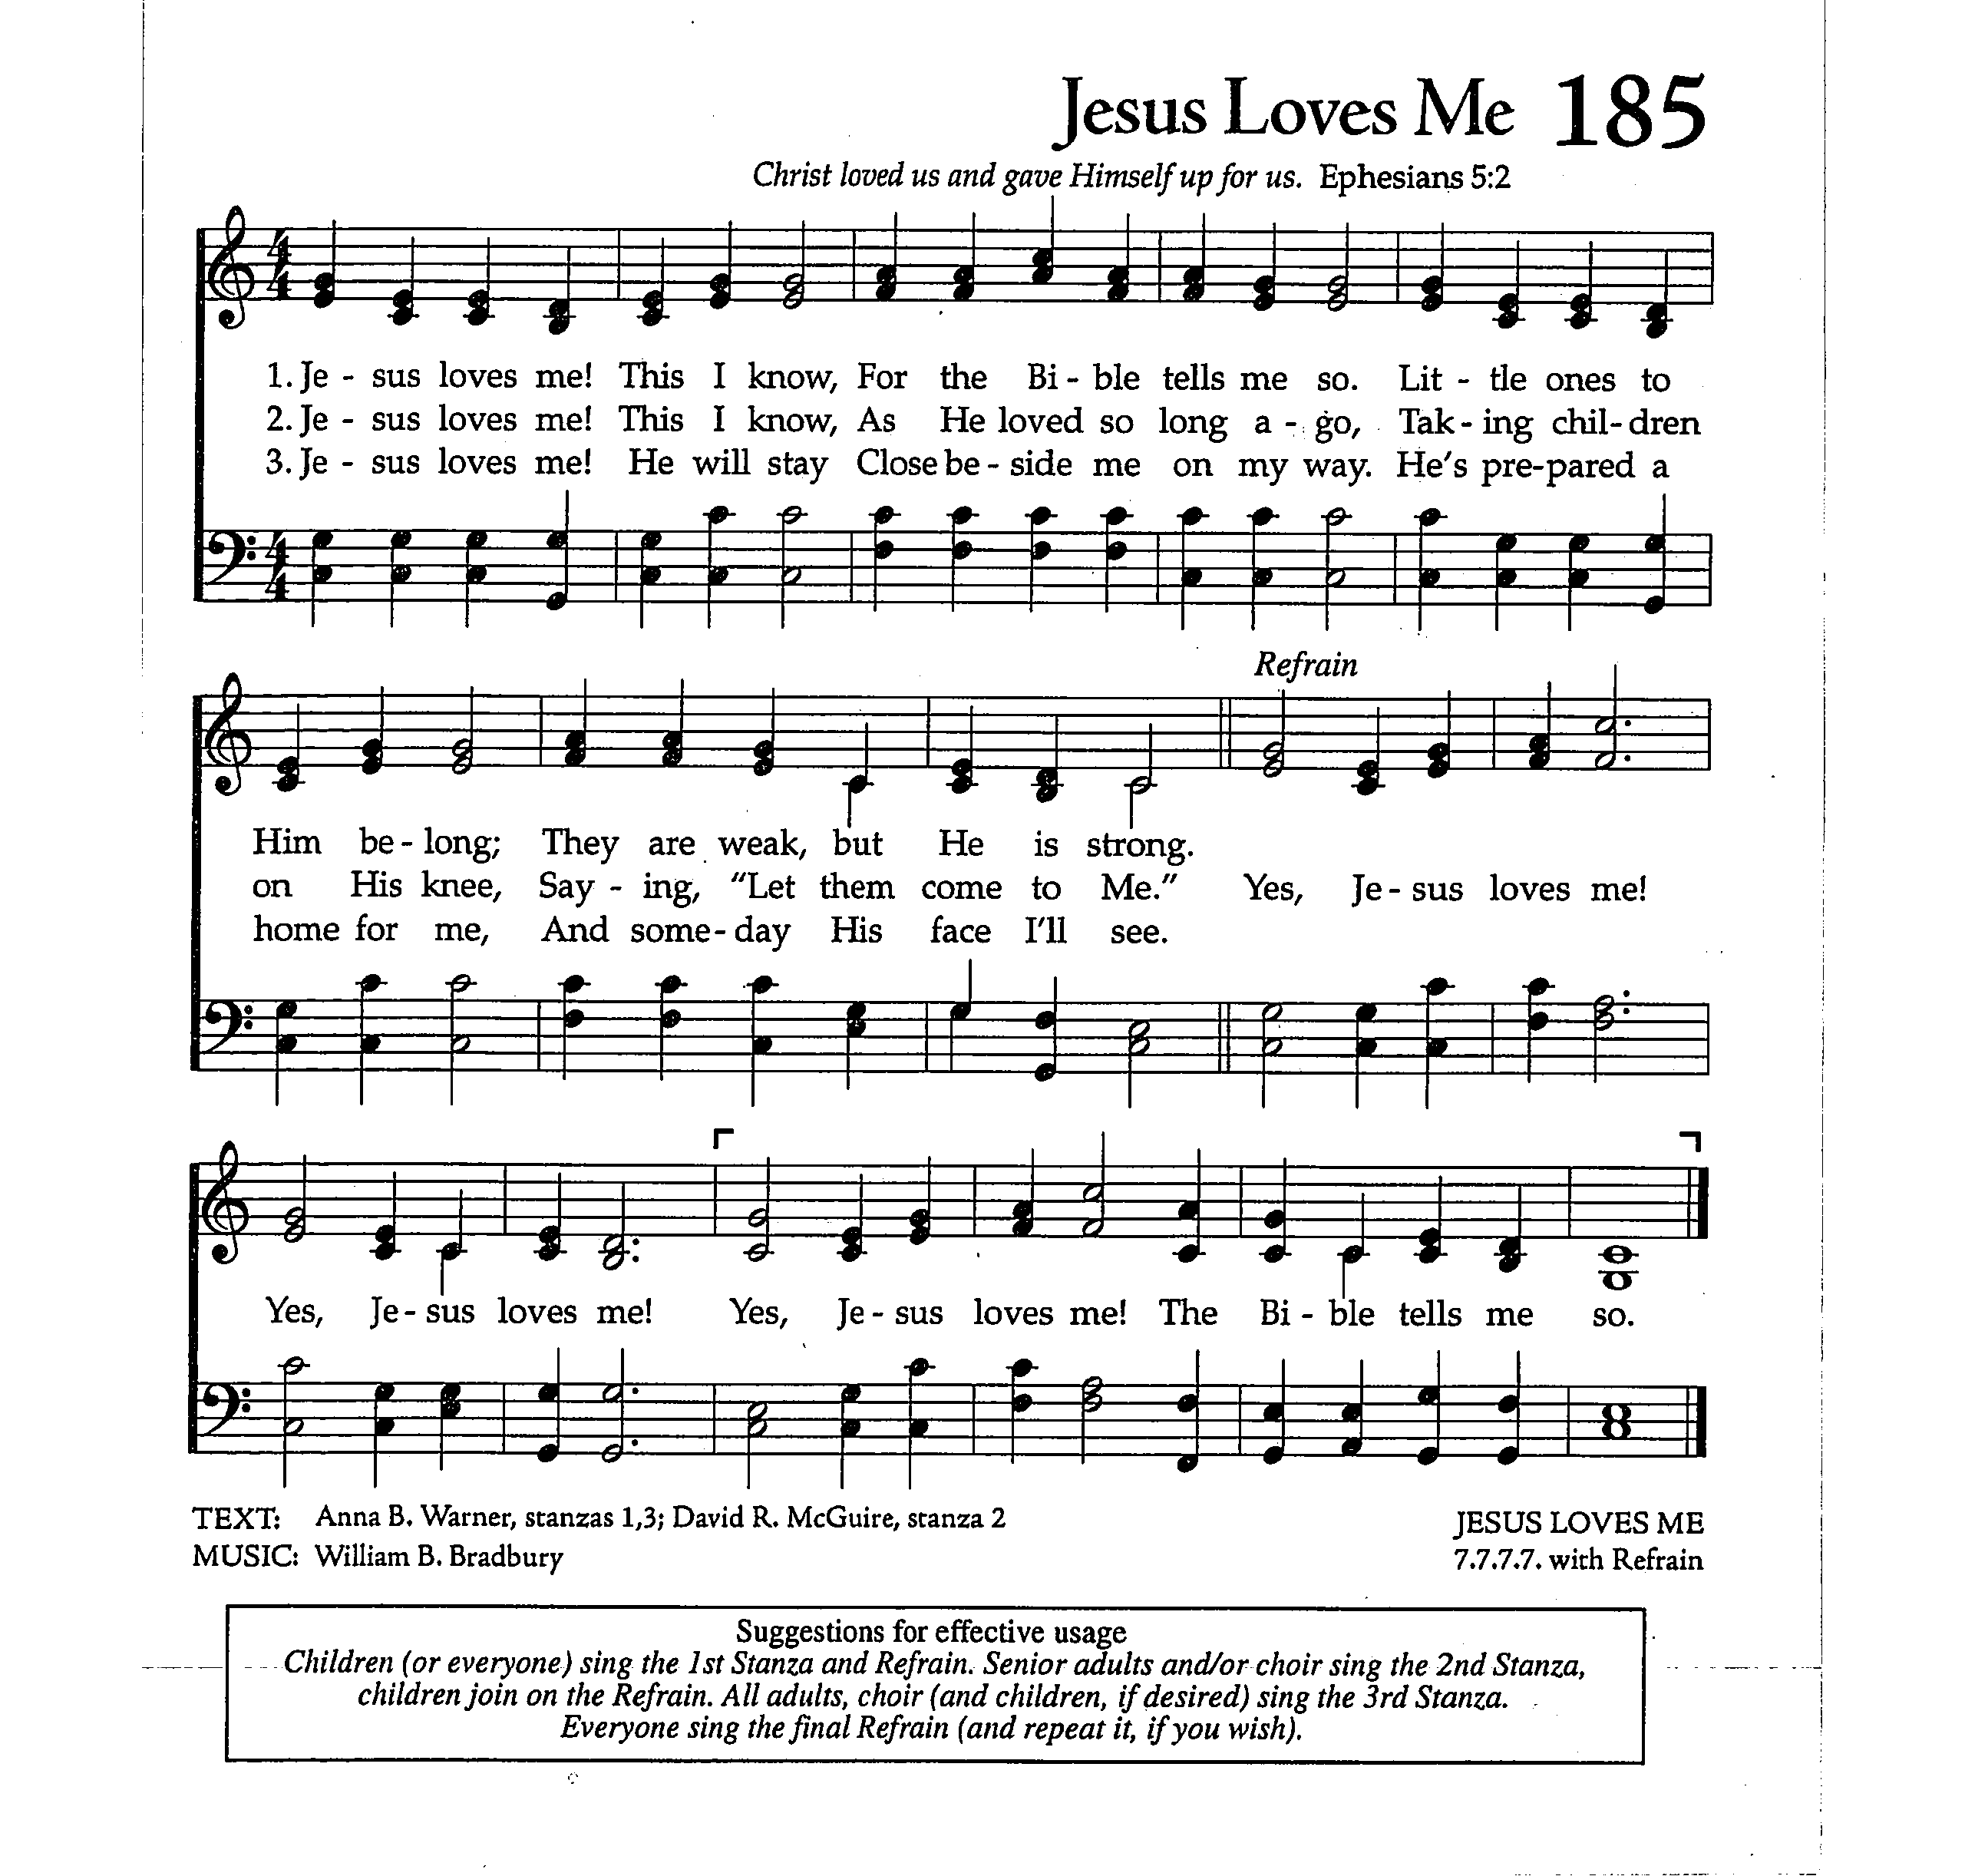 Jesus Loves Me 185
Christ loved us and gave Himself up for us. Ephesians 5:2
4
4
1. Je - sus loves me! This I know, For the Bi - ble tells me so. Lit - tle ones to
2. Je - sus loves me! This I know, As He loved so long a - go, Tak - ing chil - dren
3. Je - sus loves me! He will stay Close be - side me on my way. He's pre - pared a
4
4
Refrain
Him be - long; They are weak, but He is strong.
on His knee, Say - ing, "Let them come to Me." Yes, Je - sus loves me!
home for me, And some - day His face I'll see.
Yes, Je - sus loves me! Yes, Je - sus loves me! The Bi - ble tells me so.
TEXT: Anna B. Warner, stanzas 1,3; David R. McGuire, stanza 2
MUSIC: William B. Bradbury
JESUS LOVES ME
7.7.7.7. with Refrain
Suggestions for effective usage
Children (or everyone) sing the 1st Stanza and Refrain. Senior adults and/or choir sing the 2nd Stanza,
children join on the Refrain. All adults, choir (and children, if desired) sing the 3rd Stanza.
Everyone sing the final Refrain (and repeat it, if you wish).